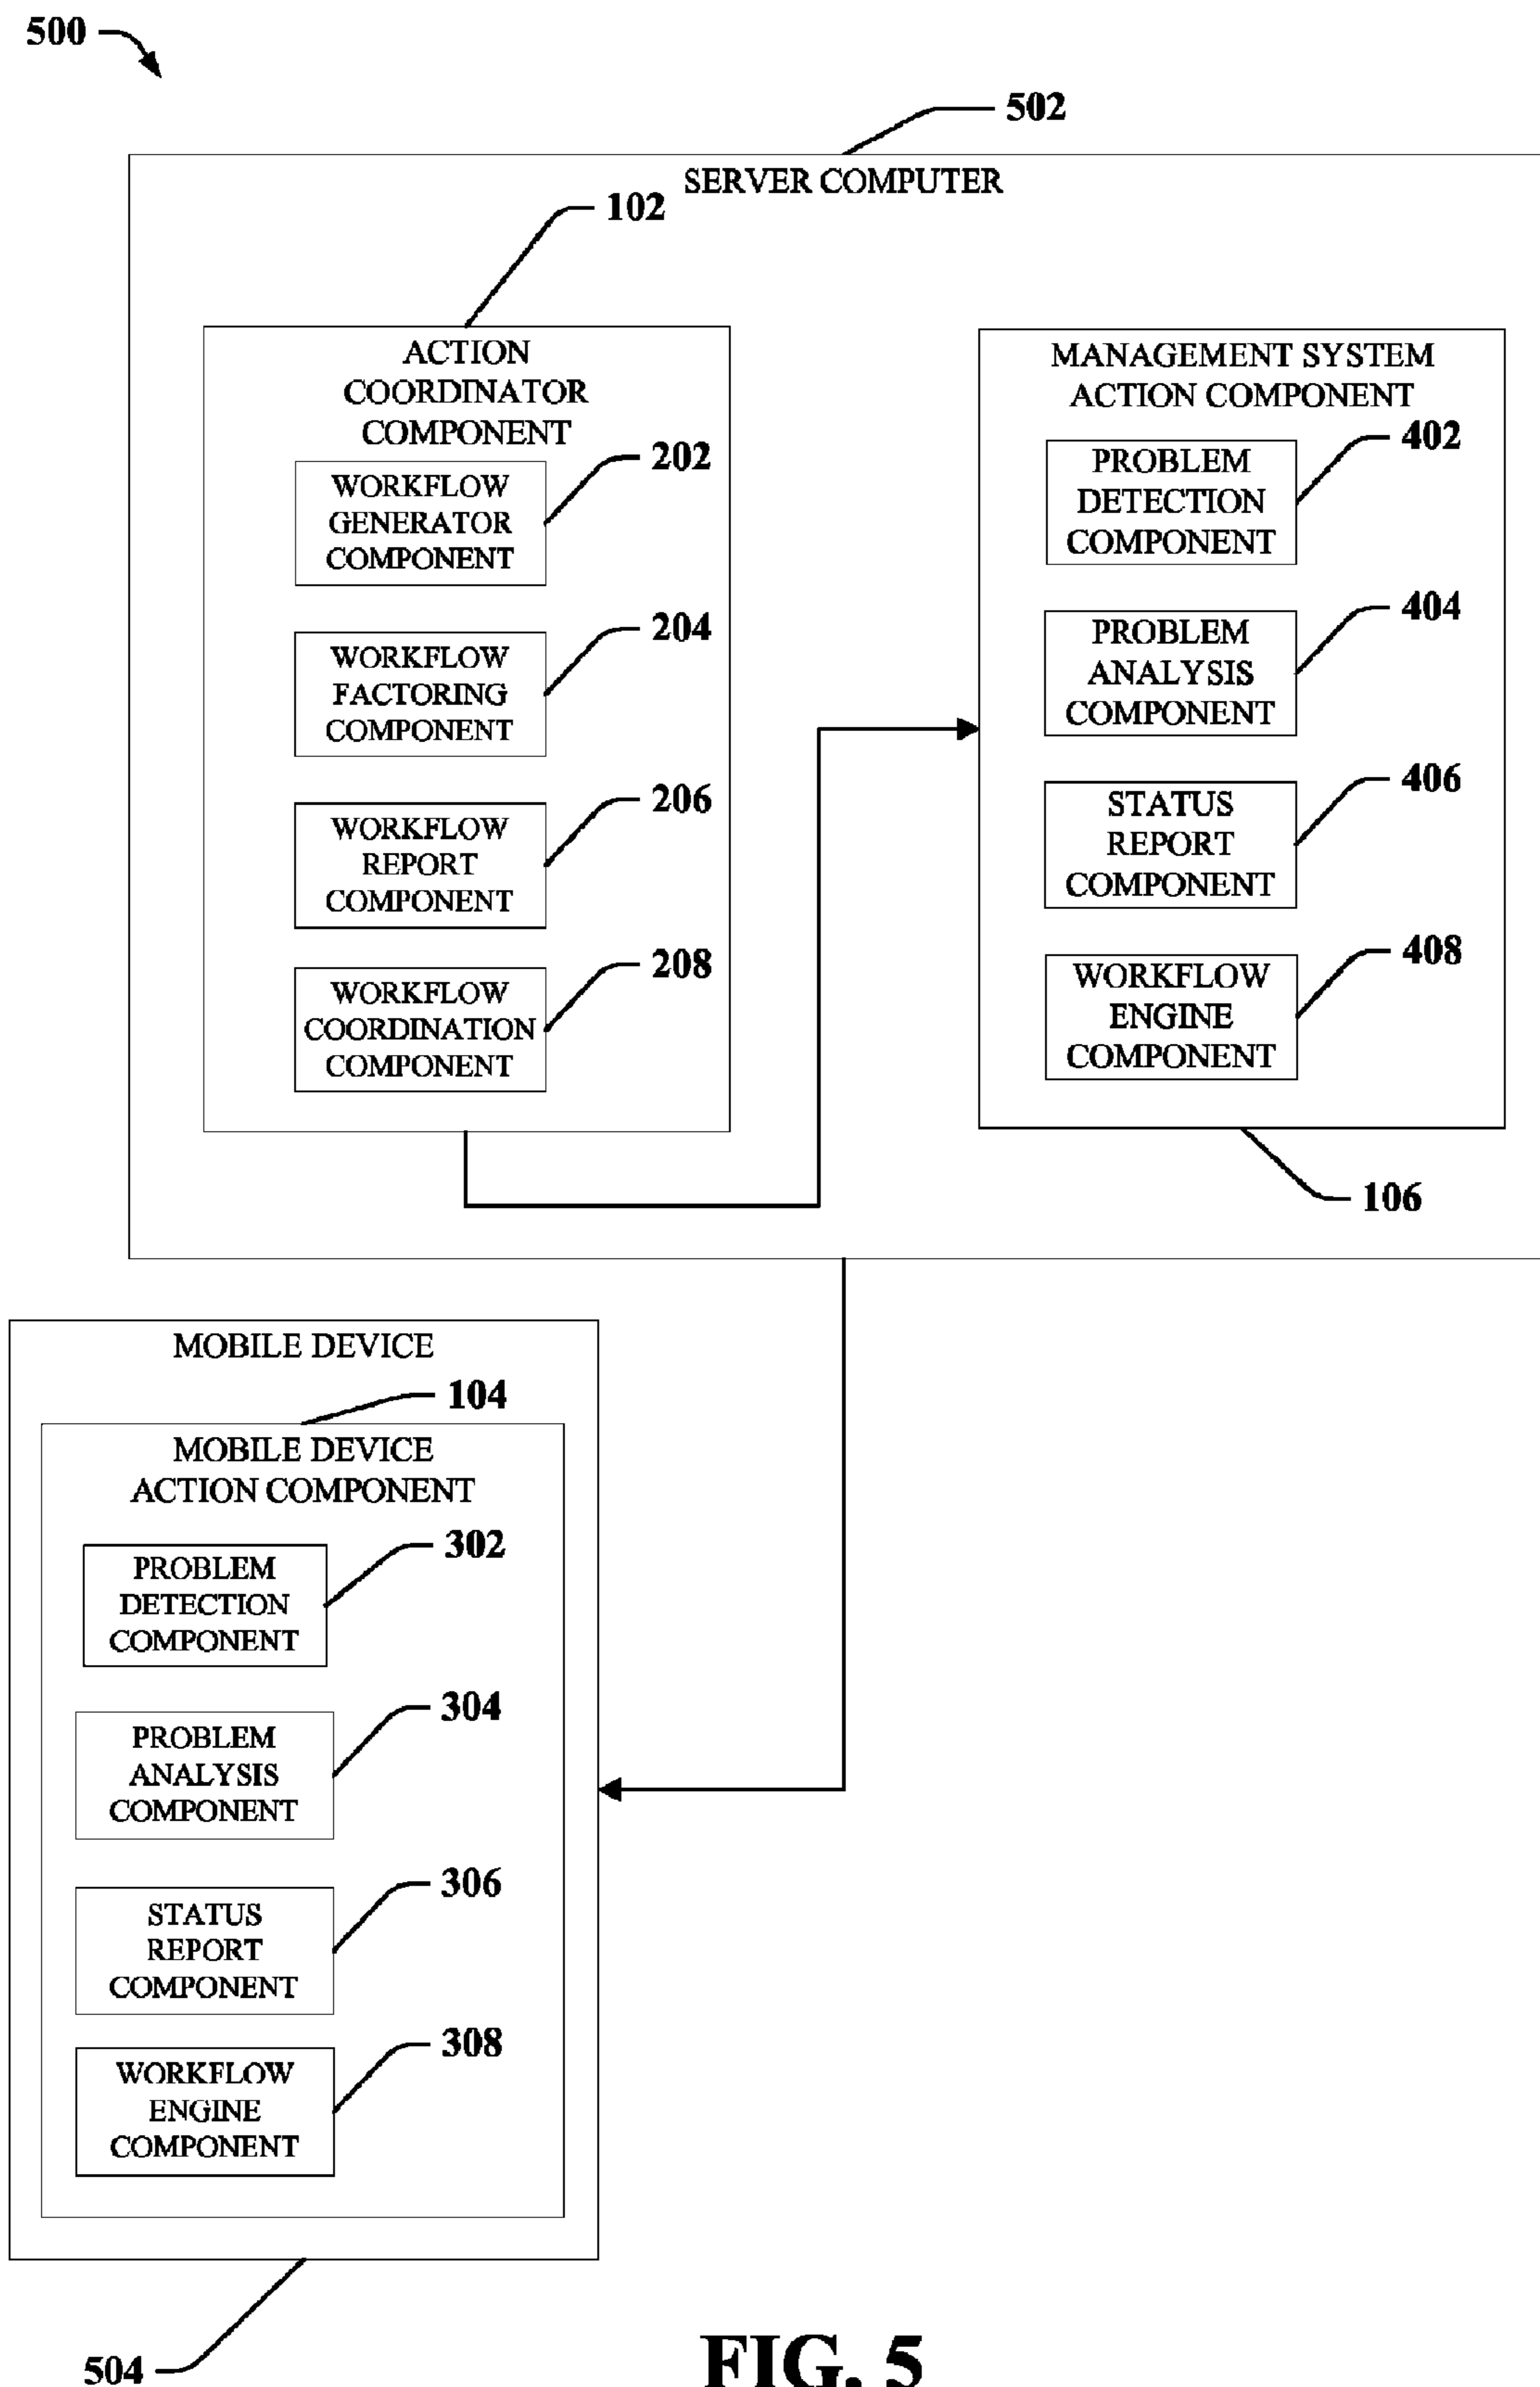 500
502
SERVER COMPUTER
102
ACTION
COORDINATOR
COMPONENT
202
WORKFLOW
GENERATOR
COMPONENT
204
WORKFLOW
FACTORING
COMPONENT
206
WORKFLOW
REPORT
COMPONENT
208
WORKFLOW
COORDINATION
COMPONENT
MANAGEMENT SYSTEM
ACTION COMPONENT
402
PROBLEM
DETECTION
COMPONENT
404
PROBLEM
ANALYSIS
COMPONENT
406
STATUS
REPORT
COMPONENT
408
WORKFLOW
ENGINE
COMPONENT
106
MOBILE DEVICE
104
MOBILE DEVICE
ACTION COMPONENT
302
PROBLEM
DETECTION
COMPONENT
304
PROBLEM
ANALYSIS
COMPONENT
306
STATUS
REPORT
COMPONENT
308
WORKFLOW
ENGINE
COMPONENT
504
FIG. 5